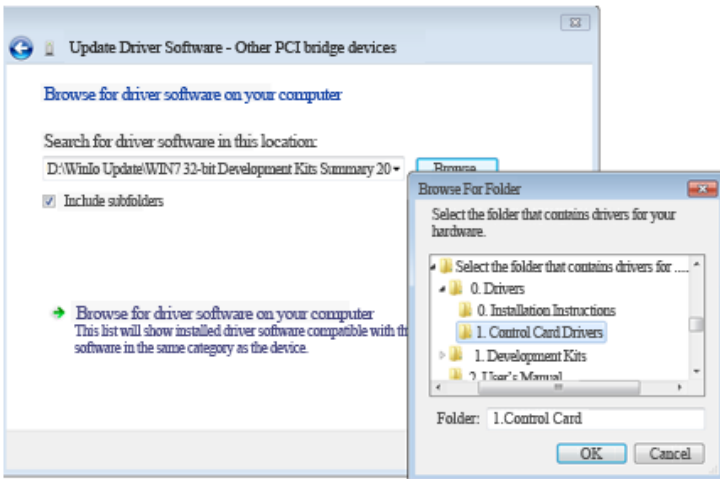 Update Driver Software - Other PCI bridge devices
Browse for driver software on your computer
Search for driver software in this location:
D:\WinIo Update\WIN7 32-bit Development Kits Summary 20
Browse
Include subfolders
Browse for driver software on your computer
This list will show installed driver software compatible with th
software in the same category as the device.
Browse For Folder
Select the folder that contains drivers for your
hardware.
Select the folder that contains drivers for ....
0. Drivers
0. Installation Instructions
1. Control Card Drivers
1. Development Kits
2. User's Manual
Folder: 1.Control Card
OK Cancel